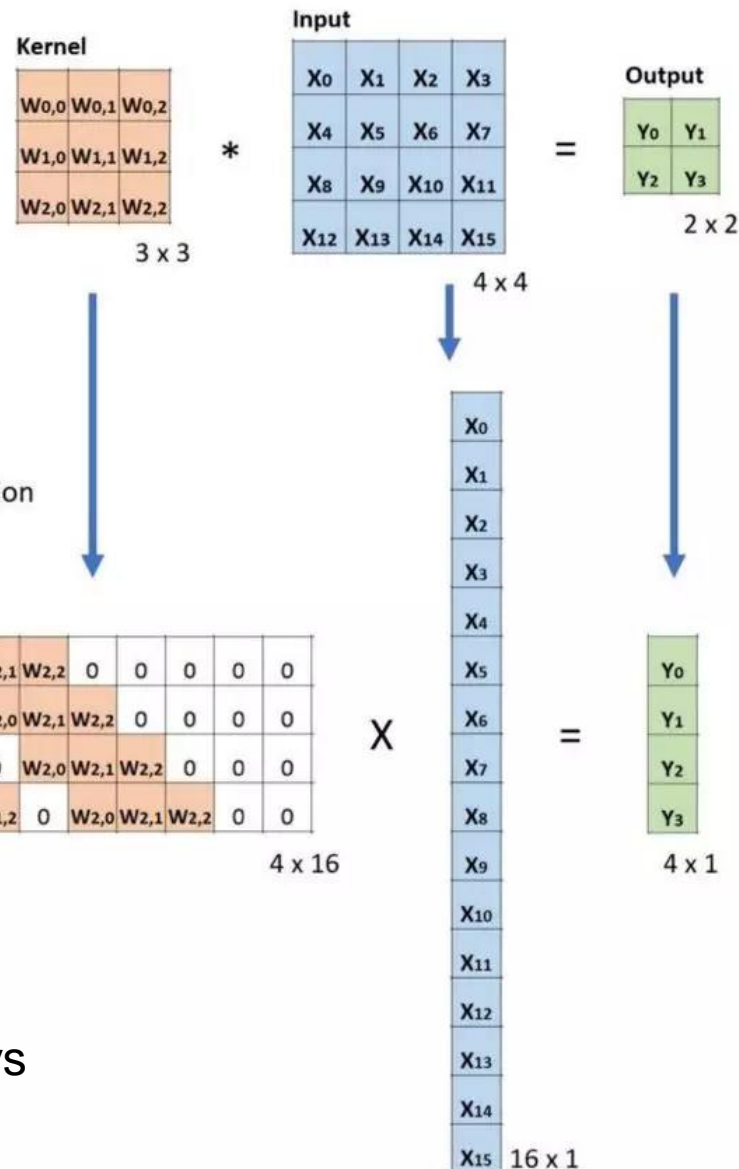 Kernel
W0,0 W0,1 W0,2
W1,0 W1,1 W1,2
W2,0 W2,1 W2,2
3 x 3
*
Input
X0 X1 X2 X3
X4 X5 X6 X7
X8 X9 X10 X11
X12 X13 X14 X15
4 x 4
=
Output
Y0 Y1
Y2 Y3
2 x 2
on
,1 W2,2 0 0 0 0 0
,0 W2,1 W2,2 0 0 0 0
W2,0 W2,1 W2,2 0 0 0
,2 0 W2,0 W2,1 W2,2 0 0
4 x 16
X
X0
X1
X2
X3
X4
X5
X6
X7
X8
X9
X10
X11
X12
X13
X14
X15
16 x 1
=
Y0
Y1
Y2
Y3
4 x 1